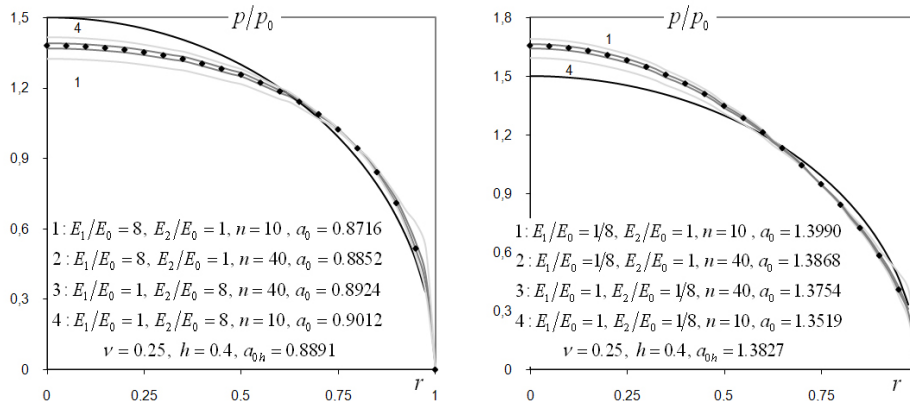 p/p₀
1,5
4
1
1,2
0,9
0,6
0,3
0
1 : E₁/E₀ = 8, E₂/E₀ = 1, n = 10, a₀ = 0.8716
2 : E₁/E₀ = 8, E₂/E₀ = 1, n = 40, a₀ = 0.8852
3 : E₁/E₀ = 1, E₂/E₀ = 8, n = 40, a₀ = 0.8924
4 : E₁/E₀ = 1, E₂/E₀ = 8, n = 10, a₀ = 0.9012
ν = 0.25, h = 0.4, a₀ₕ = 0.8891
r
0 0.25 0.5 0.75 1
p/p₀
1.8
1
4
1.5
1,2
0,9
0.6
0.3
0.
1 : E₁/E₀ = 1/8, E₂/E₀ = 1, n = 10 , a₀ = 1.3990
2 : E₁/E₀ = 1/8, E₂/E₀ = 1, n = 40, a₀ = 1.3868
3 : E₁/E₀ = 1, E₂/E₀ = 1/8, n = 40, a₀ = 1.3754
4 : E₁/E₀ = 1, E₂/E₀ = 1/8, n = 10, a₀ = 1.3519
ν = 0.25, h = 0.4, a₀ₕ = 1.3827
r
0 0.25 0.5 0.75